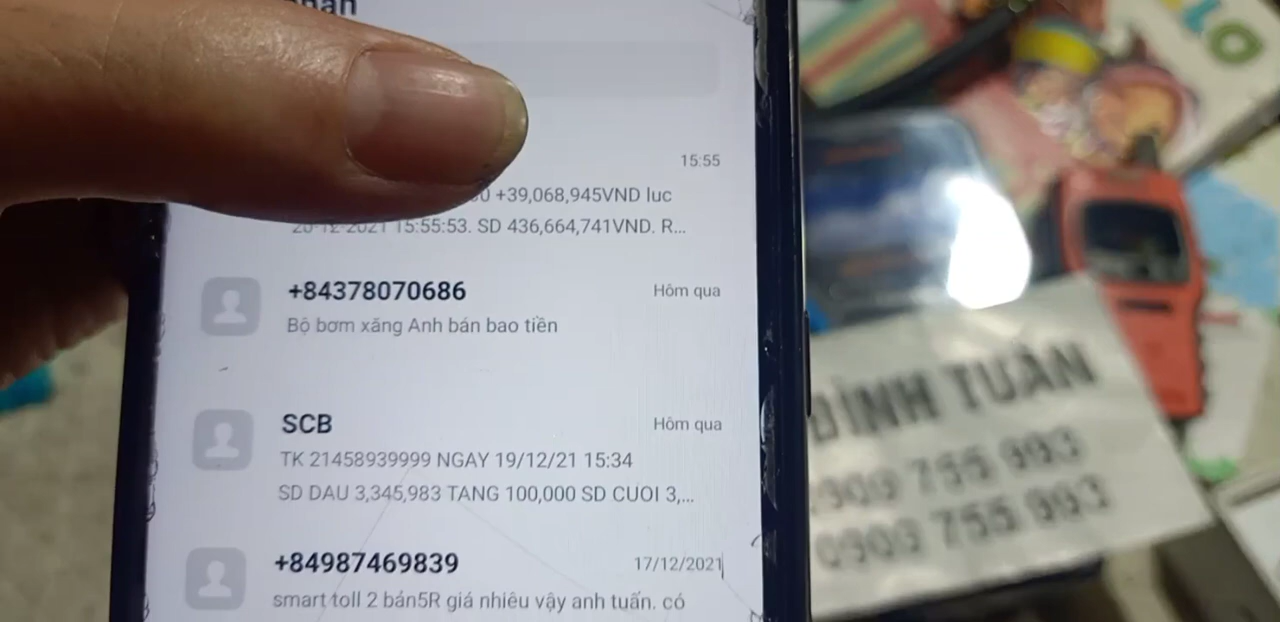 15:55
+39,068,945VND luc
20-12-2021 15:55:53. SD 436,664,741VND. R...
+84378070686
Hôm qua
Bộ bơm xăng Anh bán bao tiền
SCB
Hôm qua
TK 21458939999 NGAY 19/12/21 15:34
SD DAU 3,345,983 TANG 100,000 SD CUOI 3,...
+84987469839
17/12/2021
smart toll 2 bán5R giá nhiêu vậy anh tuấn. có
ĐÌNH TUẤN
0909 755 993
0903 755 993